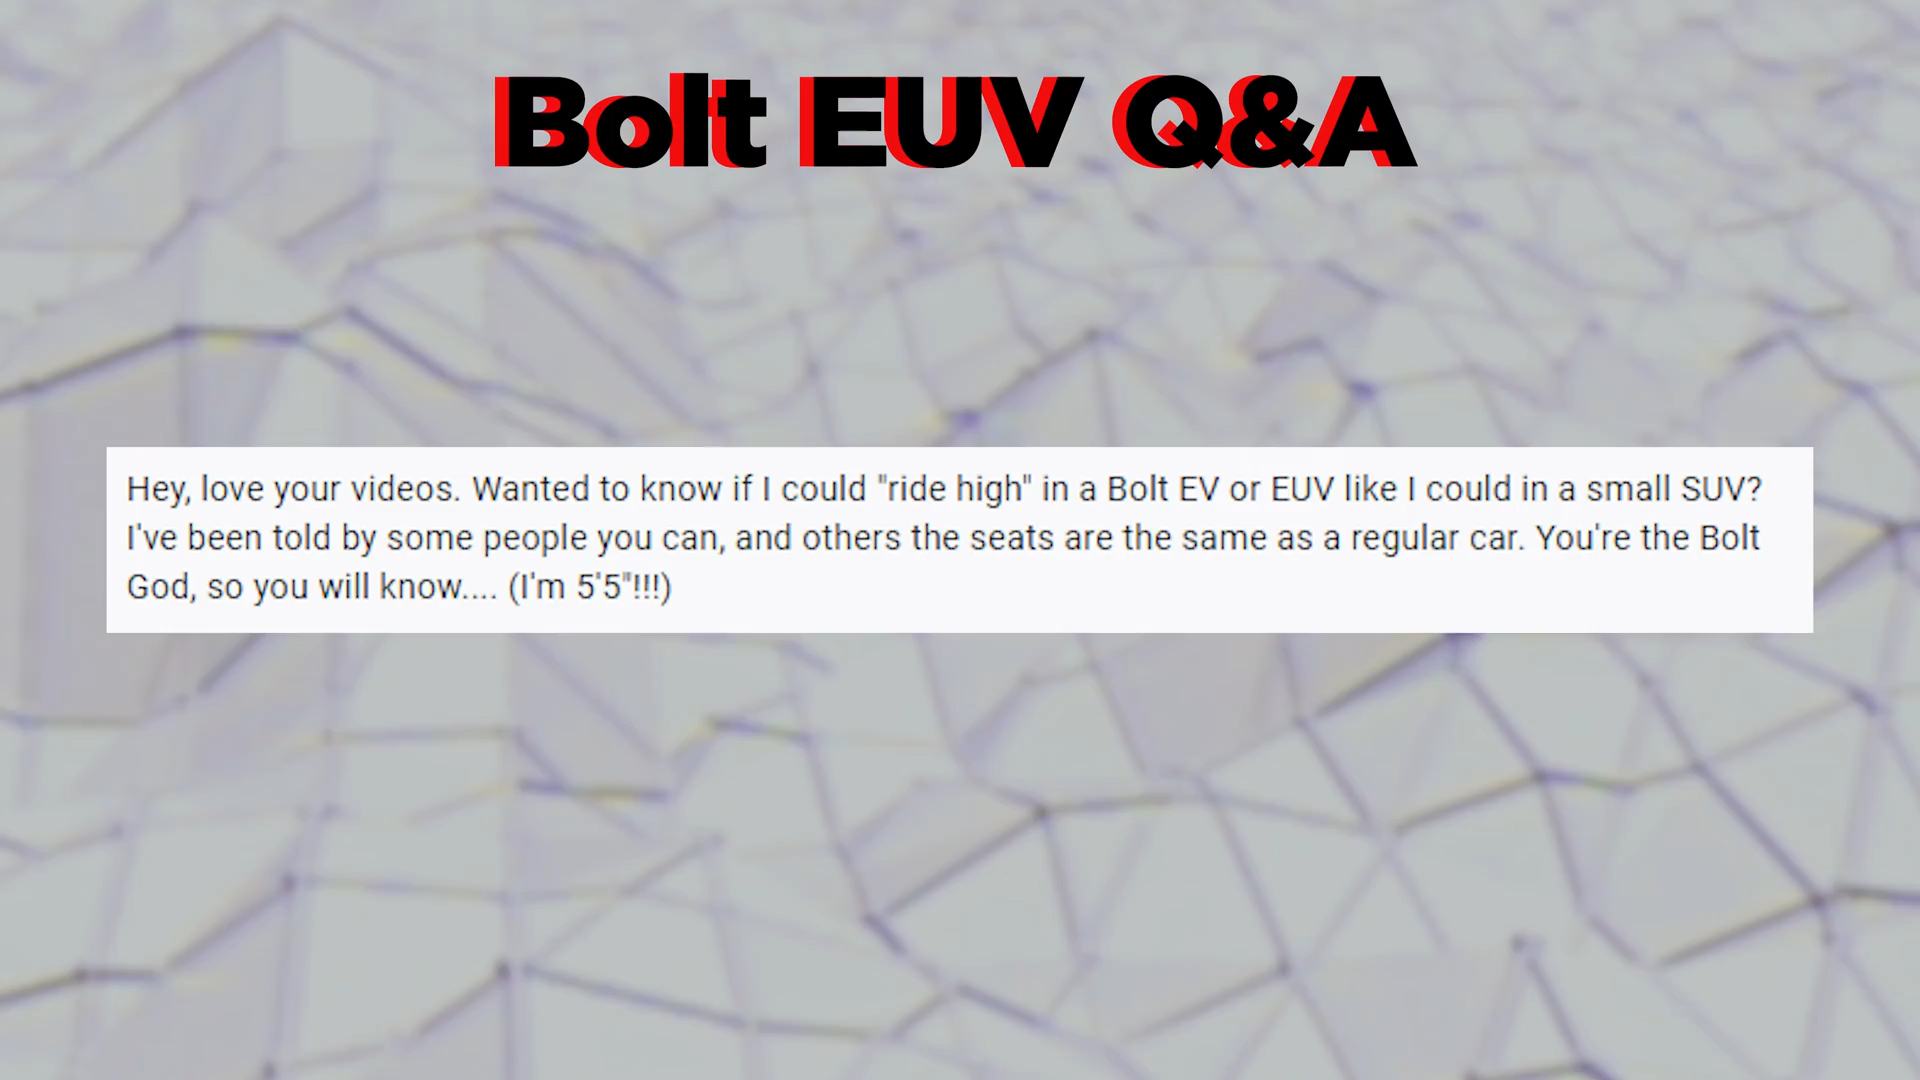 Bolt EUV Q&A
Hey, love your videos. Wanted to know if I could "ride high" in a Bolt EV or EUV like I could in a small SUV?
I've been told by some people you can, and others the seats are the same as a regular car. You're the Bolt
God, so you will know.... (I'm 5'5"!!!)